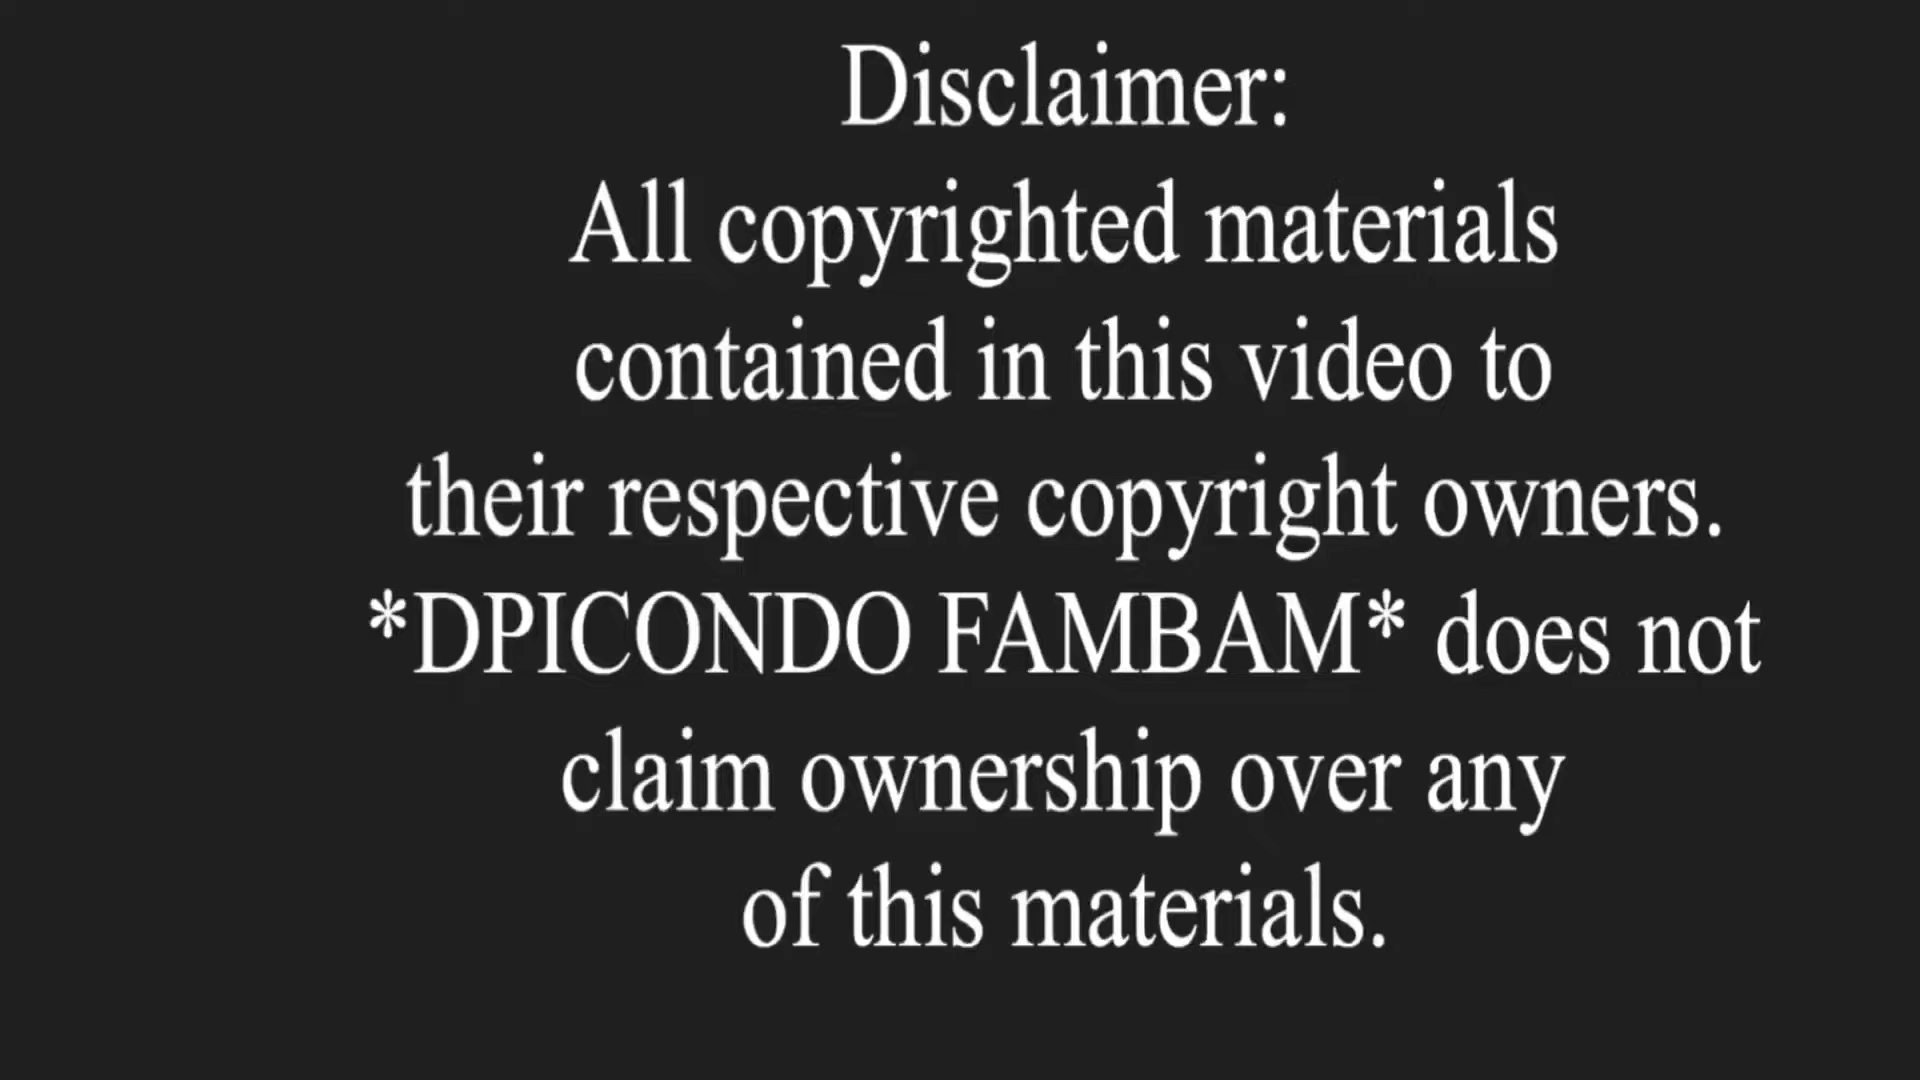 Disclaimer:
All copyrighted materials
contained in this video to
their respective copyright owners.
*DPICONDO FAMBAM* does not
claim ownership over any
of this materials.